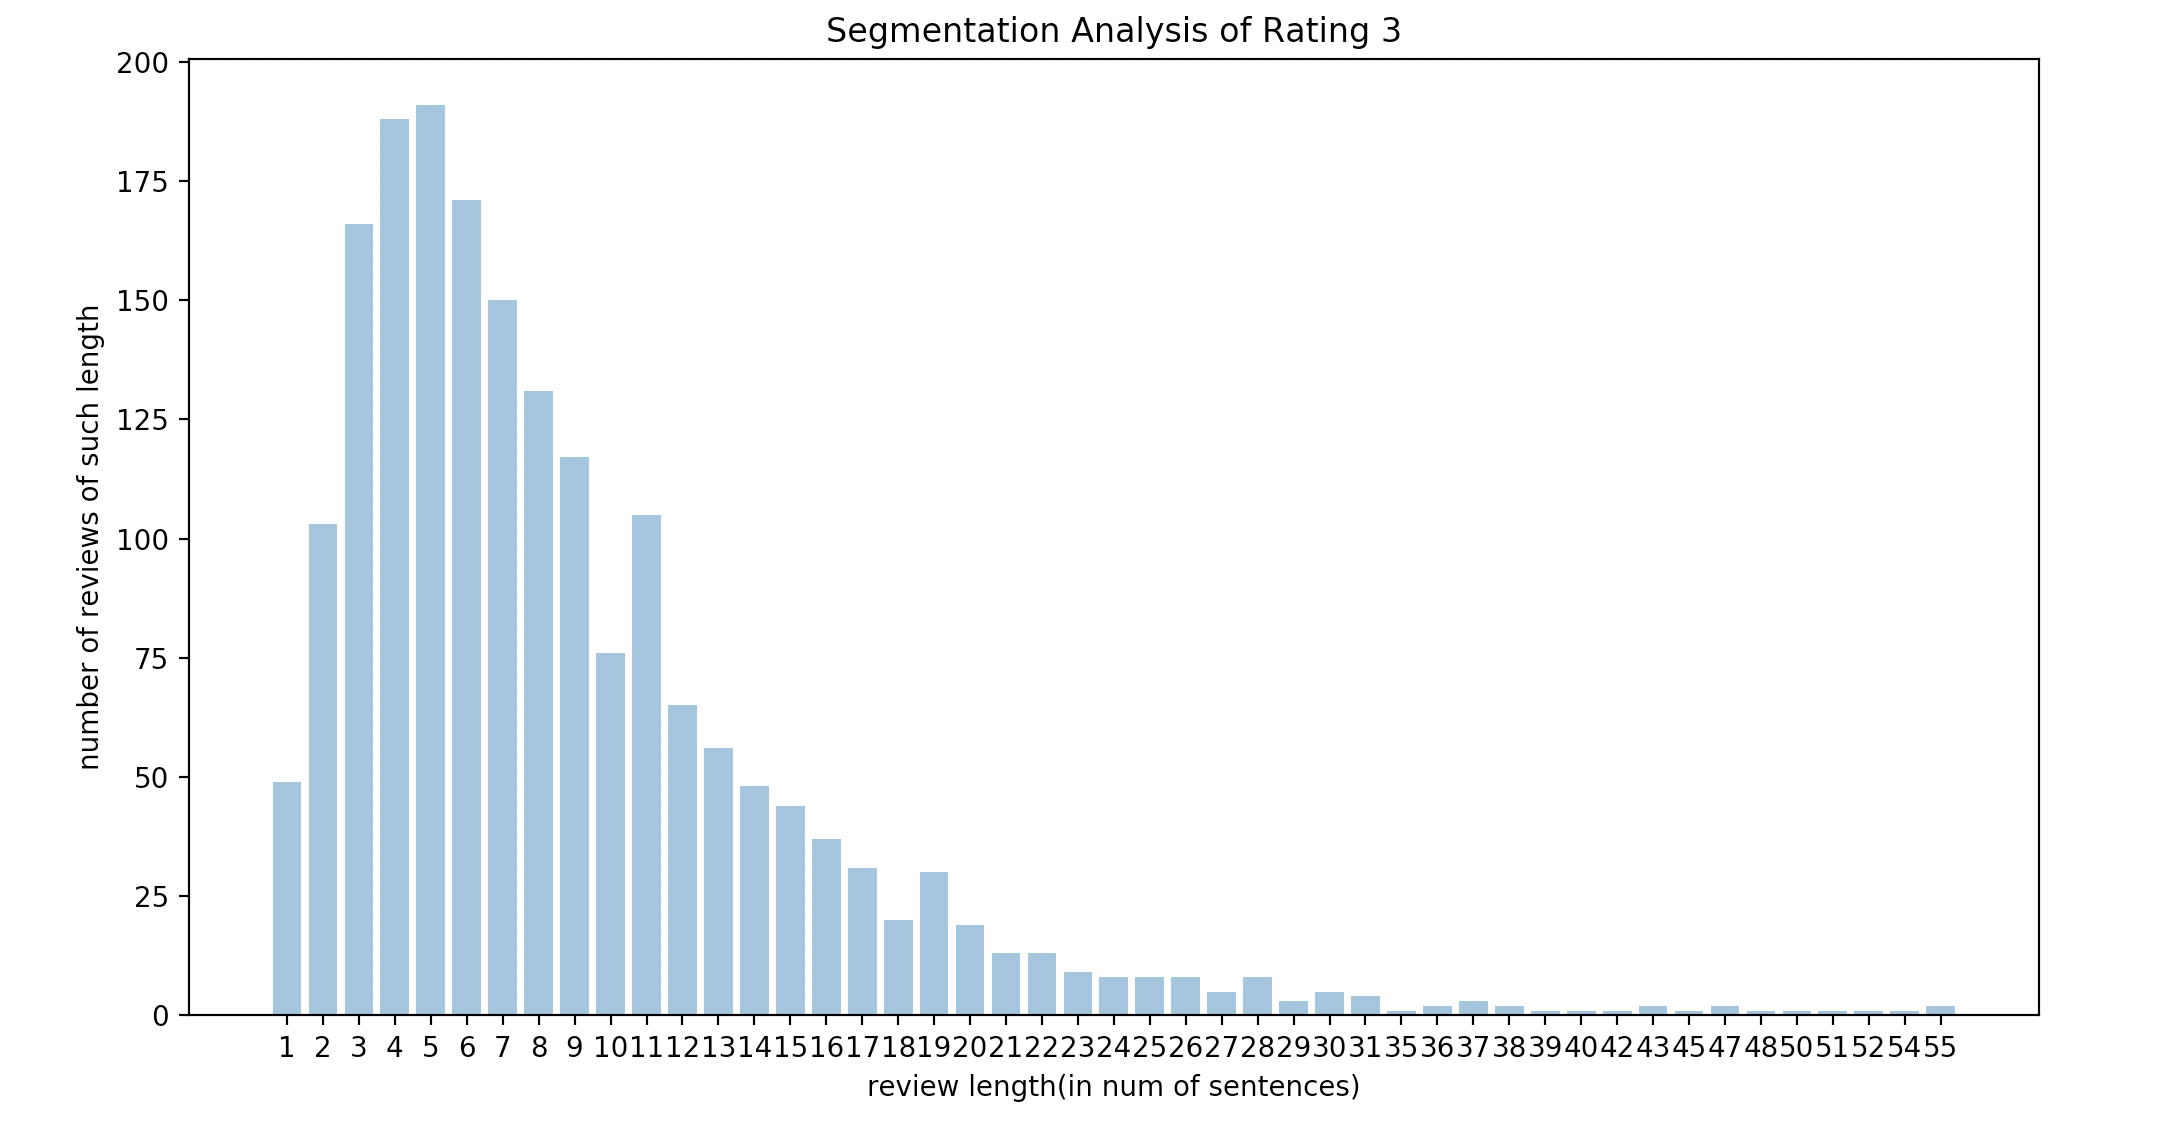 Segmentation Analysis of Rating 3
200
175
150
125
100
75
50
25
0
number of reviews of such length
1 2 3 4 5 6 7 8 9 10 11 12 13 14 15 16 17 18 19 20 21 22 23 24 25 26 27 28 29 30 31 35 36 37 38 39 40 42 43 45 47 48 50 51 52 54 55
review length(in num of sentences)